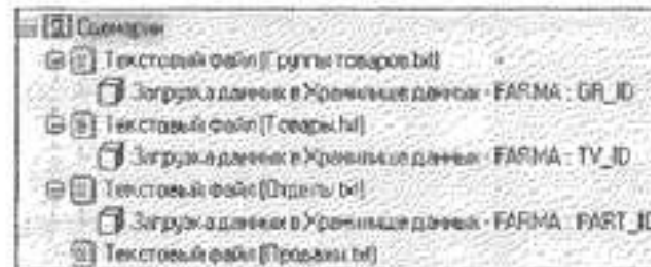 Сценарии
Текстовый файл (Группы товаров.txt)
Загрузка данных в Хранилище данных - FARMA : GR_ID
Текстовый файл (Товары.txt)
Загрузка данных в Хранилище данных - FARMA : TV_ID
Текстовый файл (Отделы.txt)
Загрузка данных в Хранилище данных - FARMA : PART_ID
Текстовый файл (Продажи.txt)